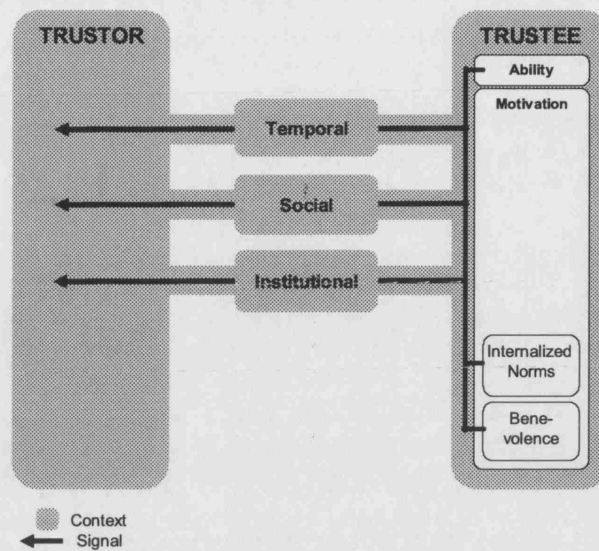 TRUSTOR
TRUSTEE
Ability
Motivation
Temporal
Social
Institutional
Internalized
Norms
Bene-
volence
Context
Signal